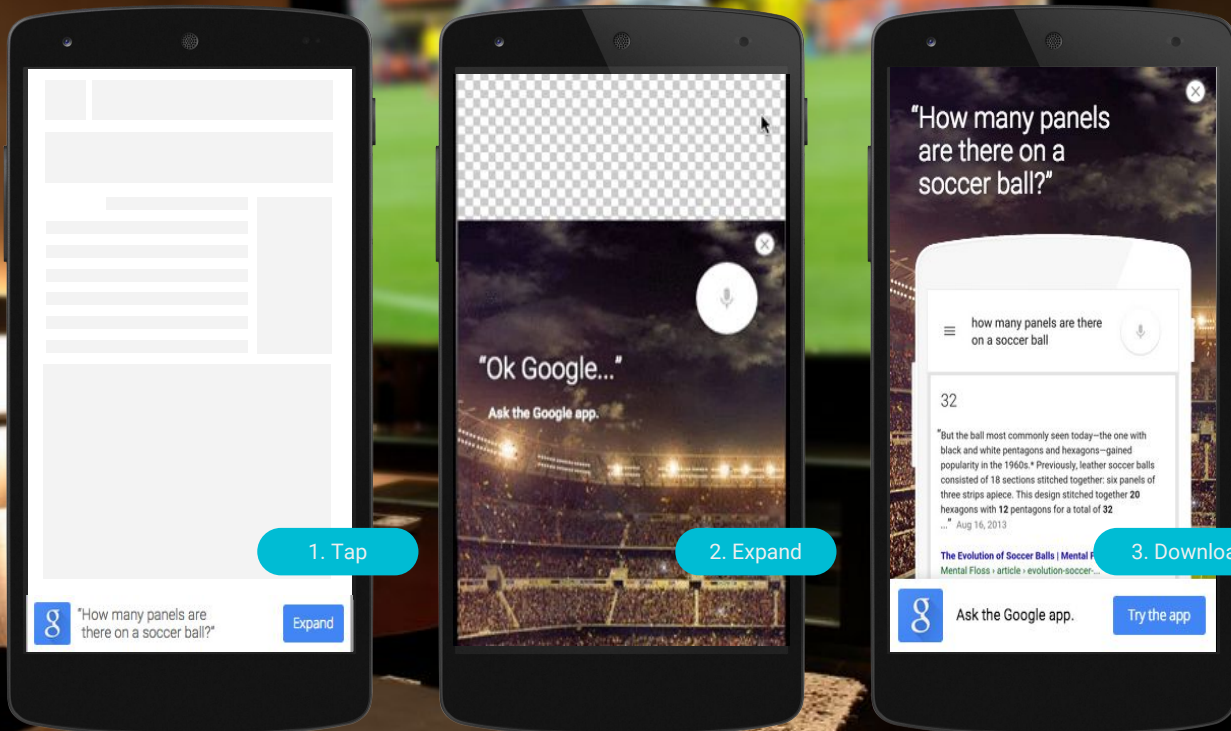 "How many panels are
there on a soccer ball?"
Expand
1. Tap
"Ok Google..."
Ask the Google app.
2. Expand
"How many panels
are there on a
soccer ball?"
how many panels are there
on a soccer ball
32
"But the ball most commonly seen today—the one with
black and white pentagons and hexagons—gained
popularity in the 1960s.* Previously, leather soccer balls
consisted of 18 sections stitched together: six panels of
three strips apiece. This design stitched together 20
hexagons with 12 pentagons for a total of 32
..." Aug 16, 2013
The Evolution of Soccer Balls | Mental F
Mental Floss › article › evolution-soccer-...
3. Downloa
g
Ask the Google app.
Try the app